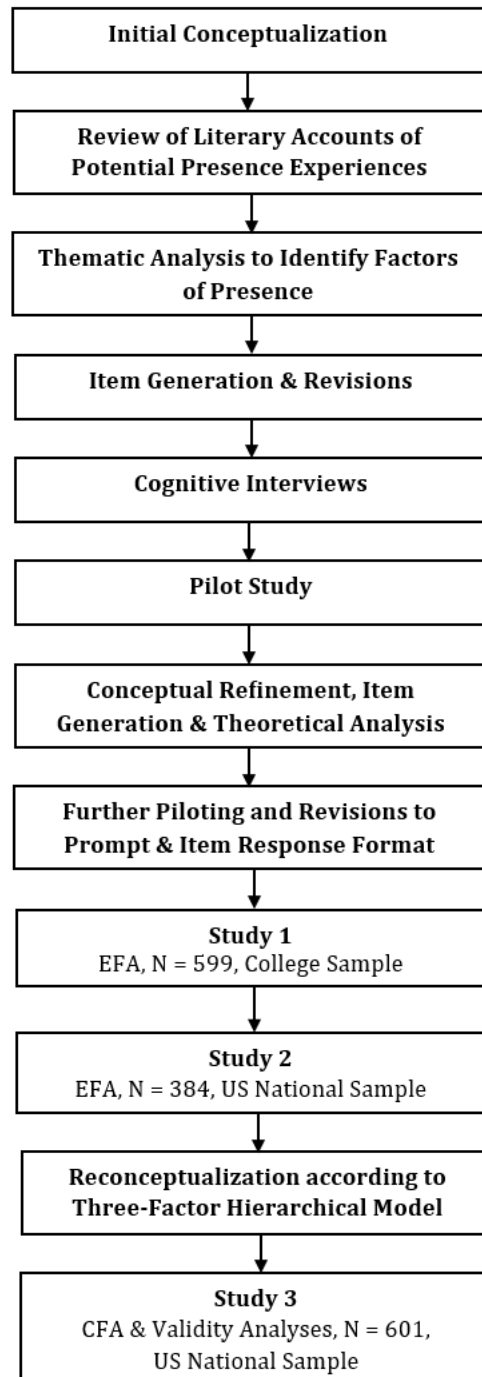 Initial Conceptualization
Review of Literary Accounts of
Potential Presence Experiences
Thematic Analysis to Identify Factors
of Presence
Item Generation & Revisions
Cognitive Interviews
Pilot Study
Conceptual Refinement, Item
Generation & Theoretical Analysis
Further Piloting and Revisions to
Prompt & Item Response Format
Study 1
EFA, N = 599, College Sample
Study 2
EFA, N = 384, US National Sample
Reconceptualization according to
Three-Factor Hierarchical Model
Study 3
CFA & Validity Analyses, N = 601,
US National Sample